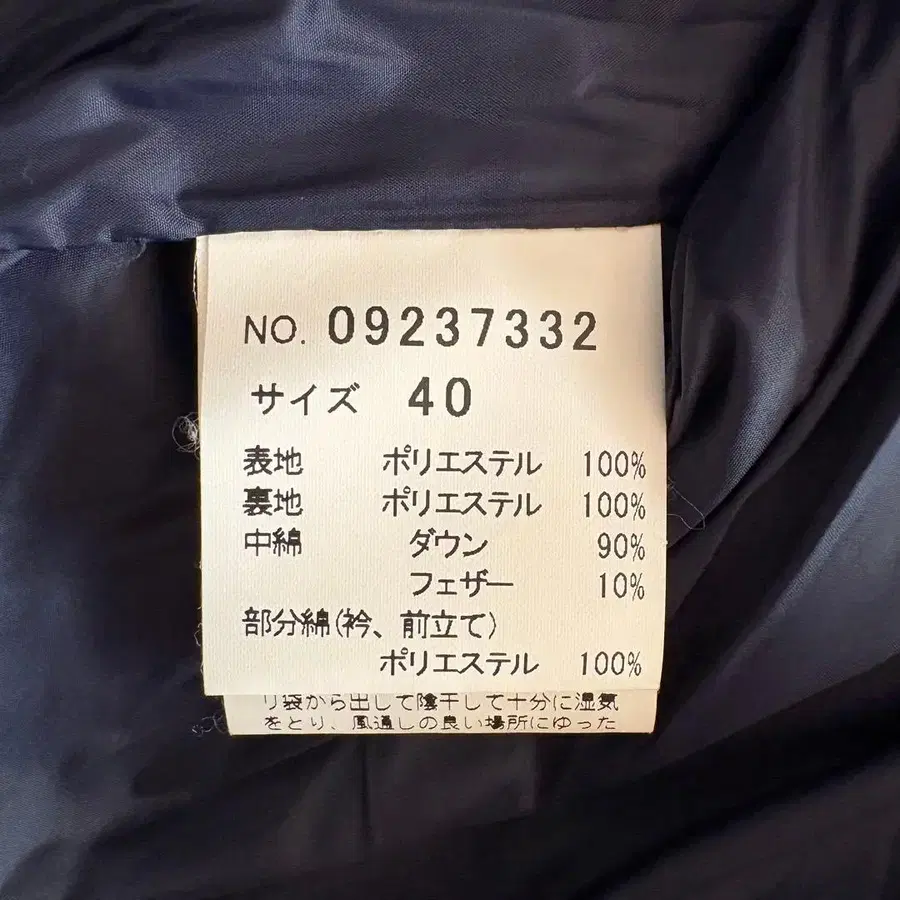 NO. 09237332
サイズ 40
表地 ポリエステル 100%
裏地 ポリエステル 100%
中綿 ダウン 90%
フェザー 10%
部分綿(衿、前立て)
ポリエステル 100%
リ袋から出して陰干して十分に湿気
をとり、風通しの良い場所にゆった